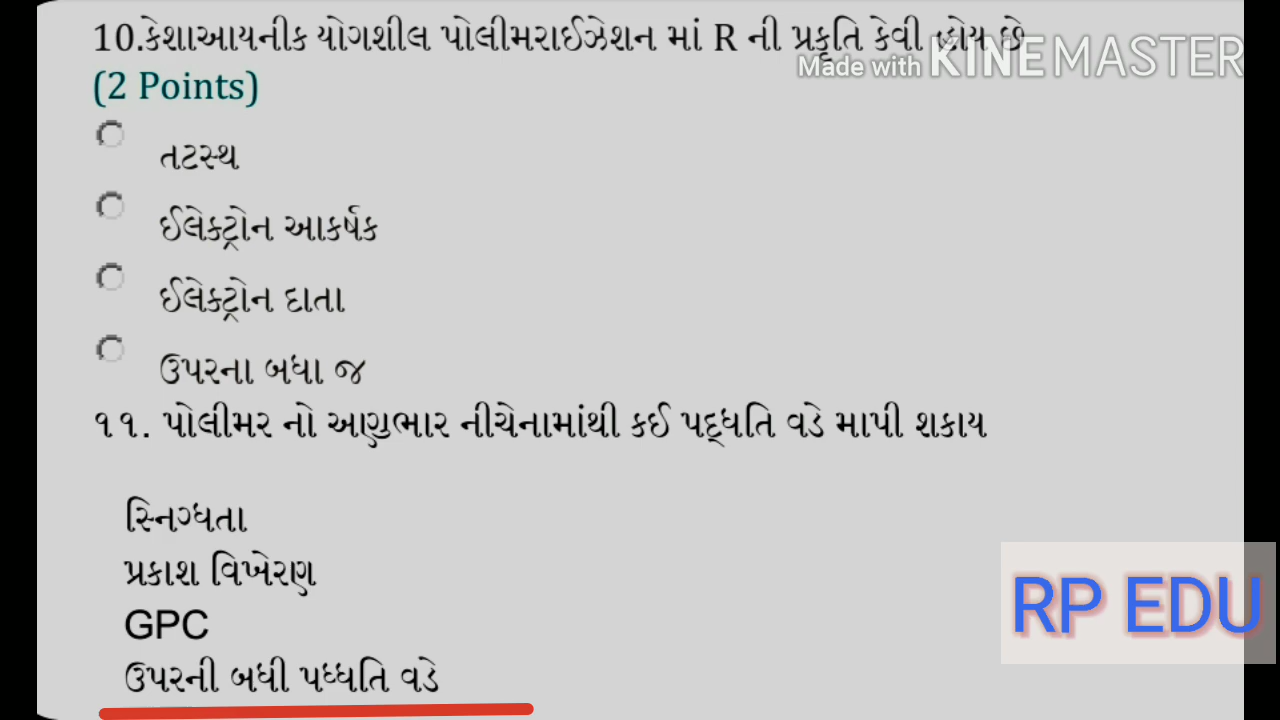 10.કેશાઆયનીક યોગશીલ પોલીમરાઈઝેશન માં R ની પ્રકૃતિ કેવી હોય છે
Made with KINEMASTER
(2 Points)
તટસ્થ
ઈલેક્ટ્રોન આકર્ષક
ઈલેક્ટ્રોન દાતા
ઉપરના બધા જ
૧૧. પોલીમર નો અણુભાર નીચેનામાંથી કઈ પદ્ધતિ વડે માપી શકાય
સ્નિગ્ધતા
પ્રકાશ વિખેરણ
GPC
RP EDU
ઉપરની બધી પધ્ધતિ વડે